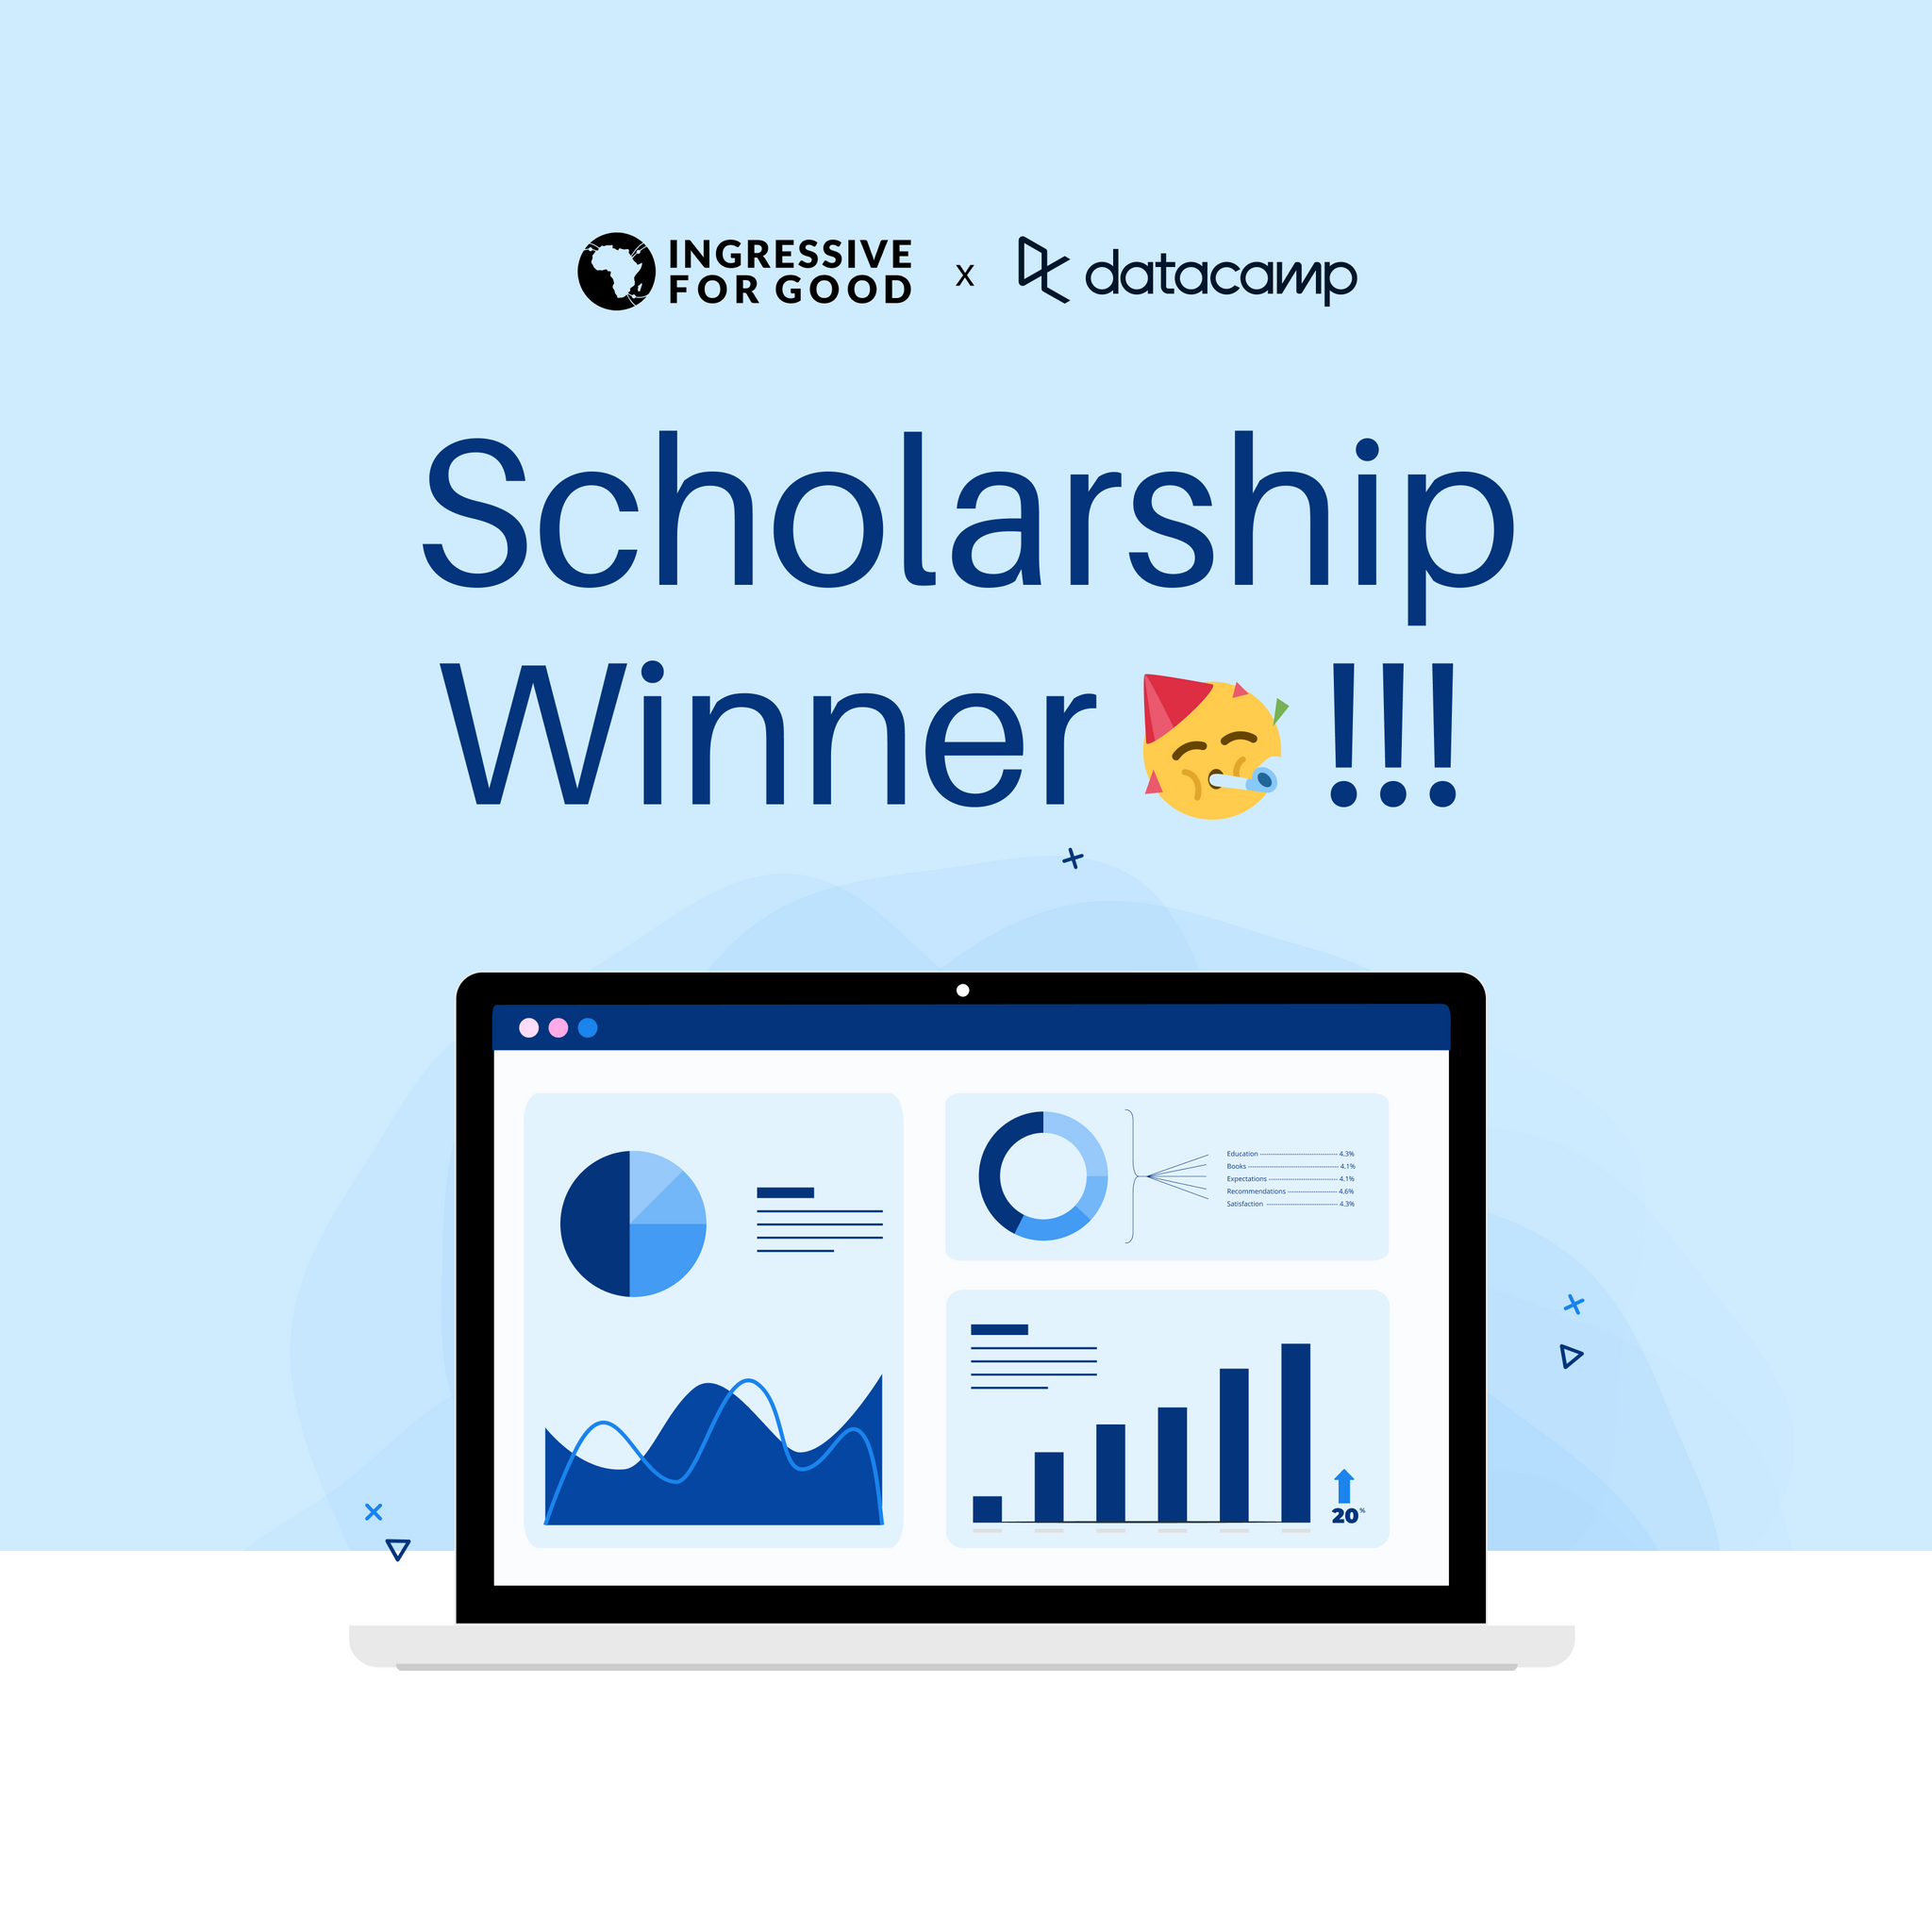 INGRESSIVE
FOR GOOD
x
datacamp
Scholarship
Winner 🥳 !!!
Education ---------- 4.3%
Books ---------- 4.1%
Expectations ---------- 4.1%
Recommendations ---------- 4.6%
Satisfaction ---------- 4.3%
20%